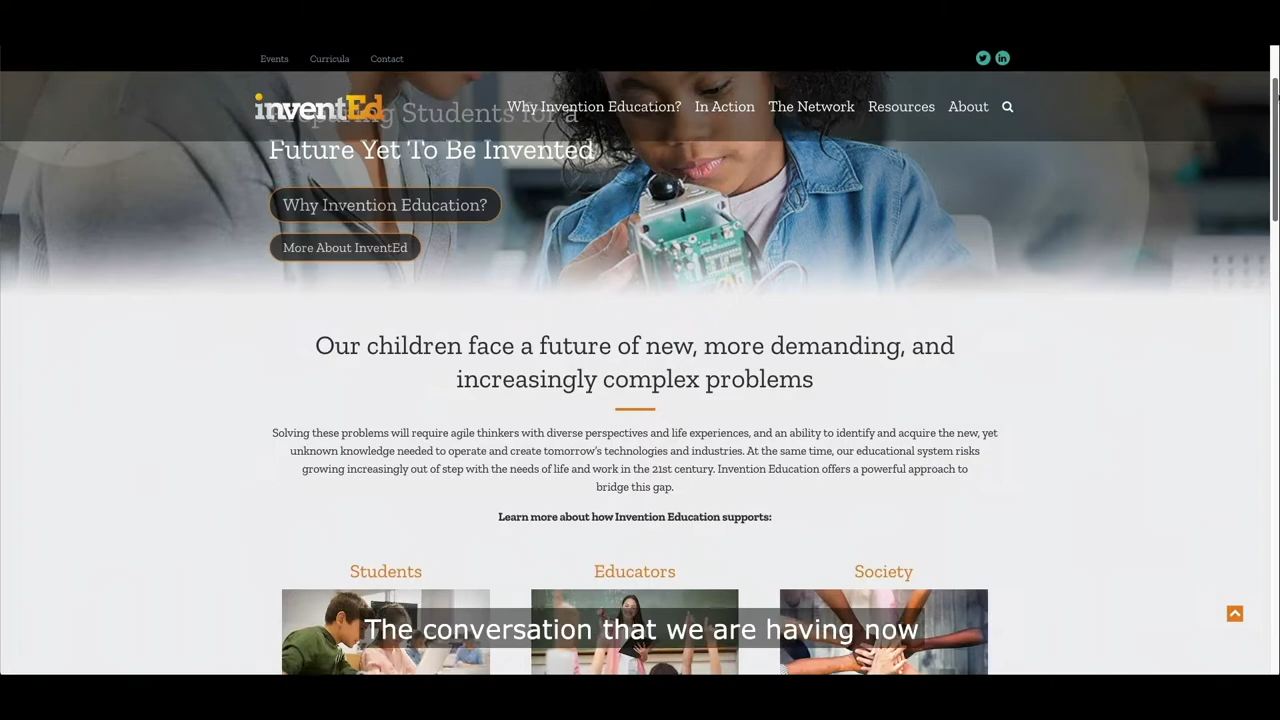 Events Curricula Contact
inventEd Why Invention Education? In Action The Network Resources About
Preparing Students for a
Future Yet To Be Invented
Why Invention Education?
More About InventEd
Our children face a future of new, more demanding, and
increasingly complex problems
Solving these problems will require agile thinkers with diverse perspectives and life experiences, and an ability to identify and acquire the new, yet
unknown knowledge needed to operate and create tomorrow's technologies and industries. At the same time, our educational system risks
growing increasingly out of step with the needs of life and work in the 21st century. Invention Education offers a powerful approach to
bridge this gap.
Learn more about how Invention Education supports:
Students Educators Society
The conversation that we are having now